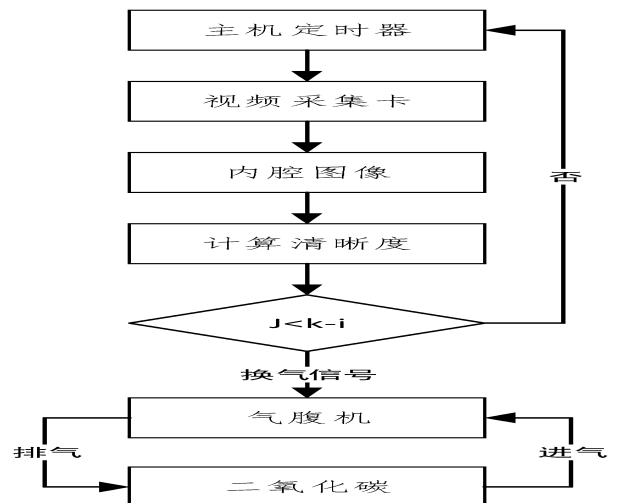 主机定时器
视频采集卡
内腔图像
否
计算清晰度
J<k-i
换气信号
气腹机
排气
进气
二氧化碳